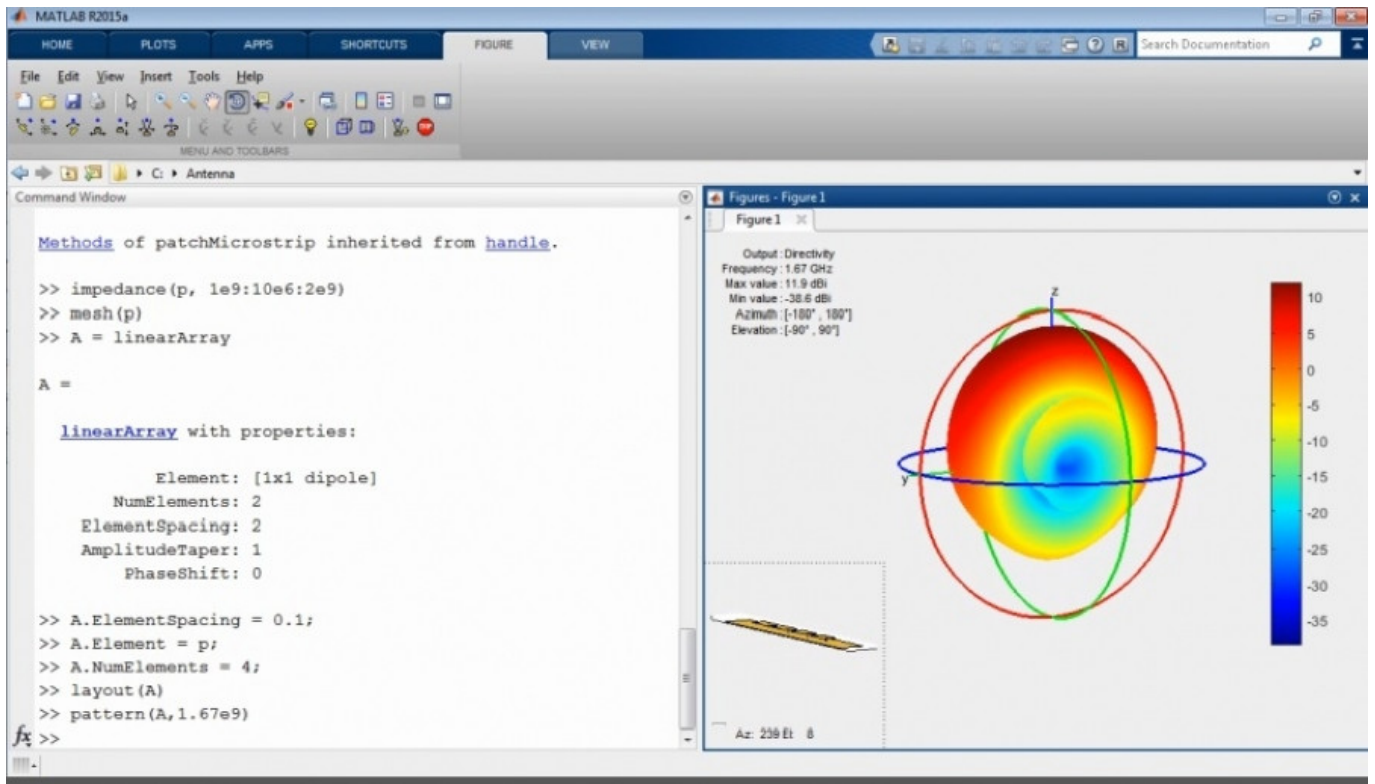 MATLAB R2015a
HOME PLOTS APPS SHORTCUTS FIGURE VIEW
Search Documentation
File Edit View Insert Tools Help
MENU AND TOOLBARS
C: Antenna
Command Window
Methods of patchMicrostrip inherited from handle.
>> impedance(p, 1e9:10e6:2e9)
>> mesh(p)
>> A = linearArray
A =
linearArray with properties:
Element: [1x1 dipole]
NumElements: 2
ElementSpacing: 2
AmplitudeTaper: 1
PhaseShift: 0
>> A.ElementSpacing = 0.1;
>> A.Element = p;
>> A.NumElements = 4;
>> layout(A)
>> pattern(A,1.67e9)
fx >>
Figures - Figure 1
Figure 1
Output : Directivity
Frequency : 1.67 GHz
Max value : 11.9 dBi
Min value : -38.6 dBi
Azimuth : [-180° , 180°]
Elevation : [-90° , 90°]
z
y
10
5
0
-5
-10
-15
-20
-25
-30
-35
Az: 239 El: 8